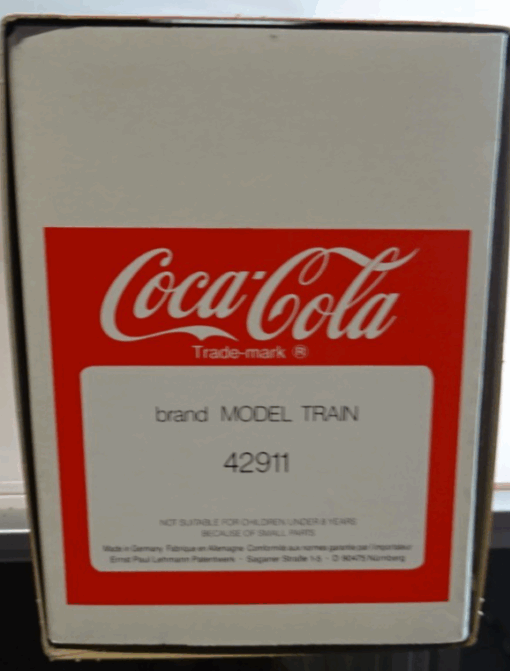 Coca-Cola
Trade-mark ®
brand MODEL TRAIN
42911
NOT SUITABLE FOR CHILDREN UNDER 8 YEARS
BECAUSE OF SMALL PARTS
Made in Germany Fabriqué en Allemagne Conformité aux normes garantie par l'importateur
Ernst Paul Lehmann Patentwerk · Saganer Straße 1-5 · D 90475 Nürnberg